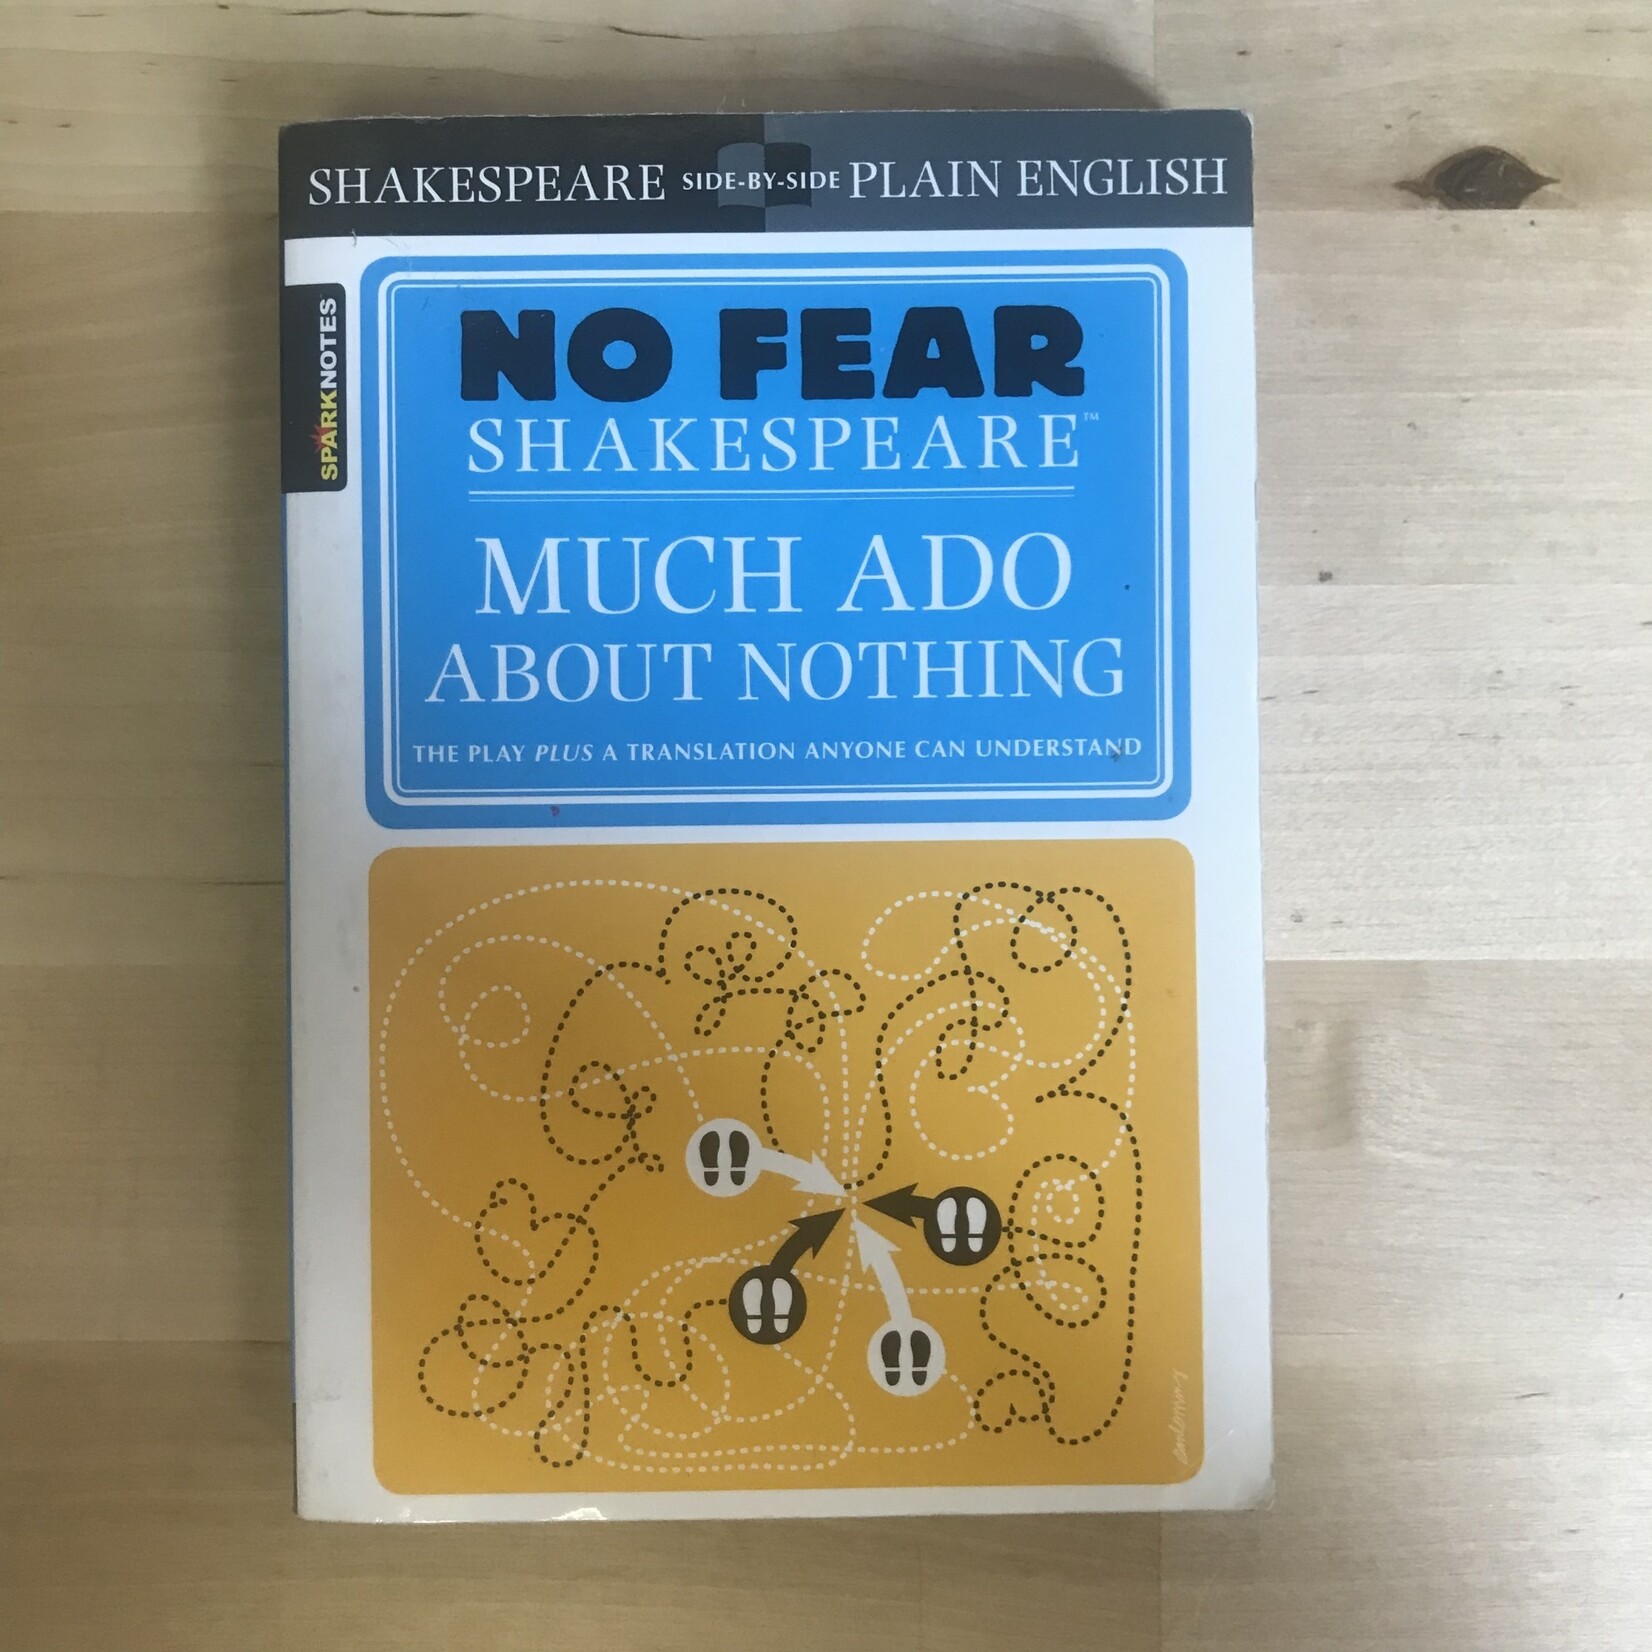 SHAKESPEARE SIDE-BY-SIDE PLAIN ENGLISH
SPARKNOTES
NO FEAR
SHAKESPEARE™
MUCH ADO
ABOUT NOTHING
THE PLAY PLUS A TRANSLATION ANYONE CAN UNDERSTAND